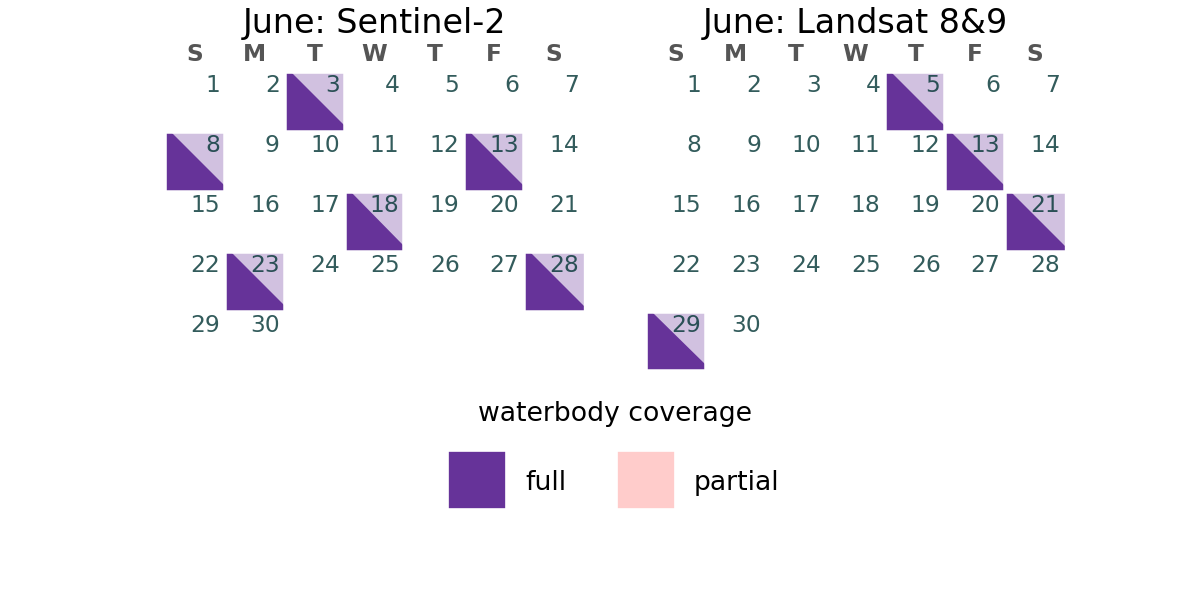 June: Sentinel-2
S M T W T F S
1 2 3 4 5 6 7
8 9 10 11 12 13 14
15 16 17 18 19 20 21
22 23 24 25 26 27 28
29 30
June: Landsat 8&9
S M T W T F S
1 2 3 4 5 6 7
8 9 10 11 12 13 14
15 16 17 18 19 20 21
22 23 24 25 26 27 28
29 30
waterbody coverage
full partial